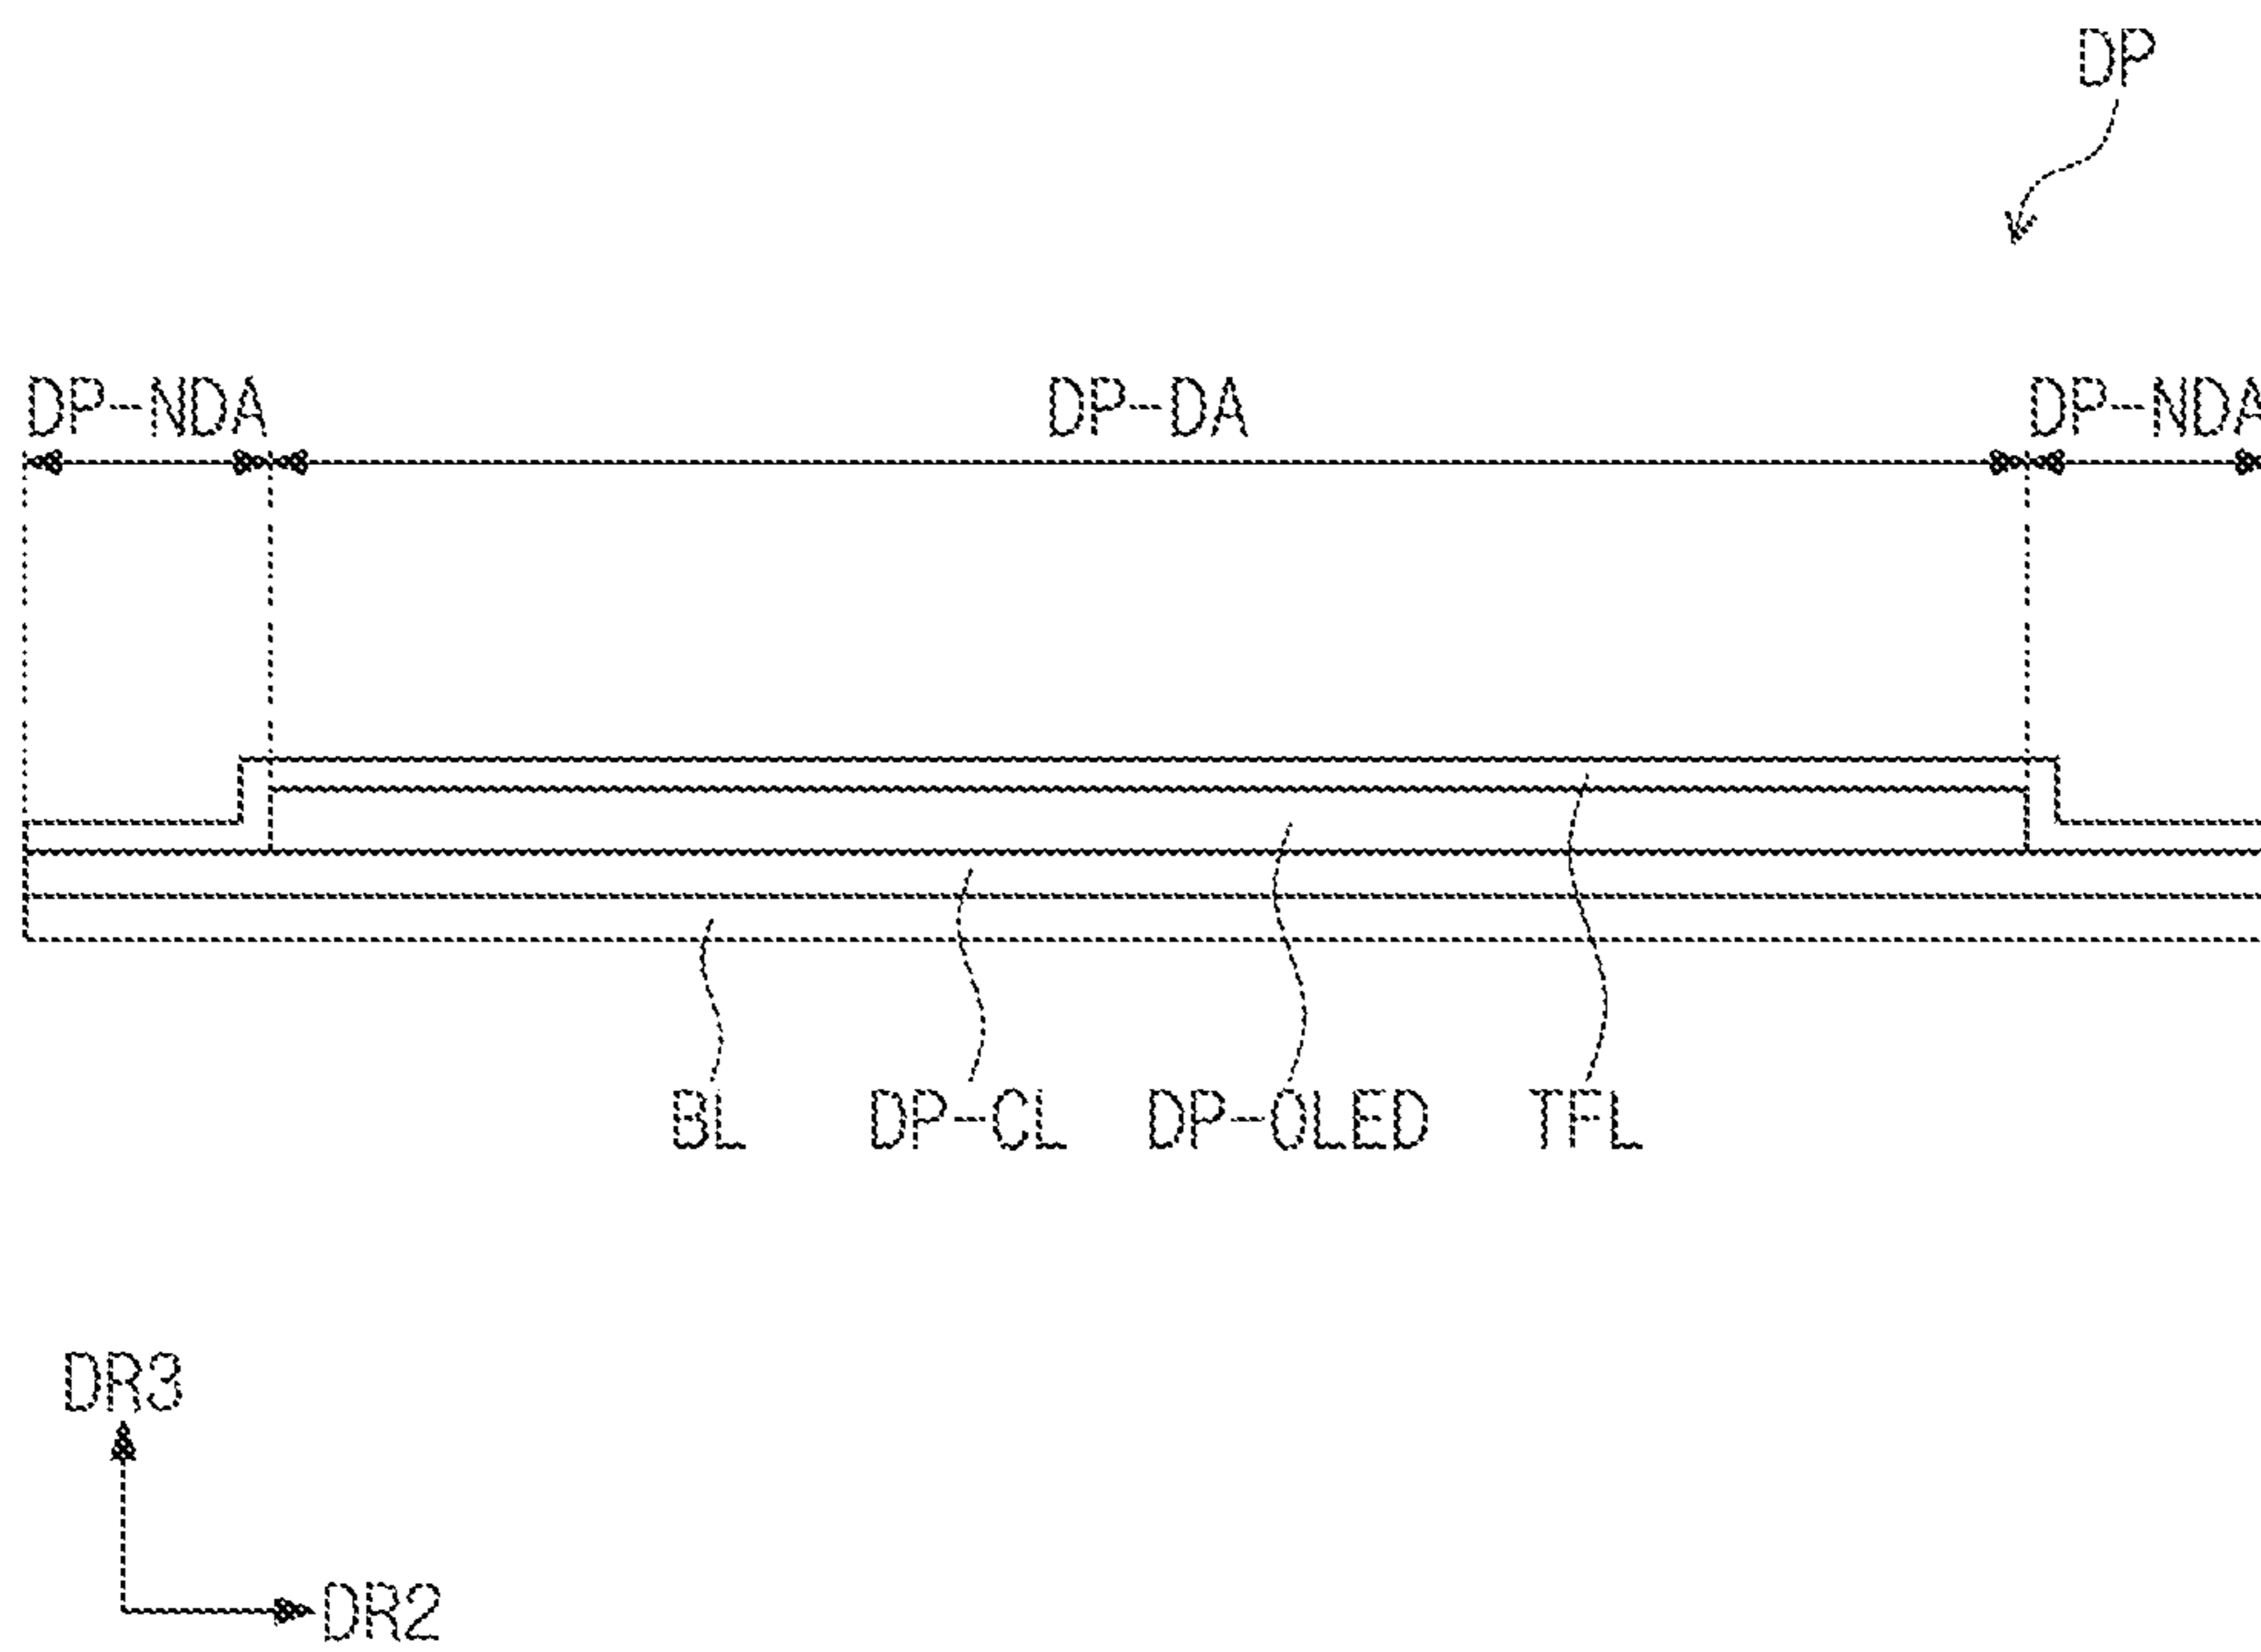 DP
DP-NDA DP-DA DP-NDA
BL DP-CL DP-OLED TFL
DR3
DR2